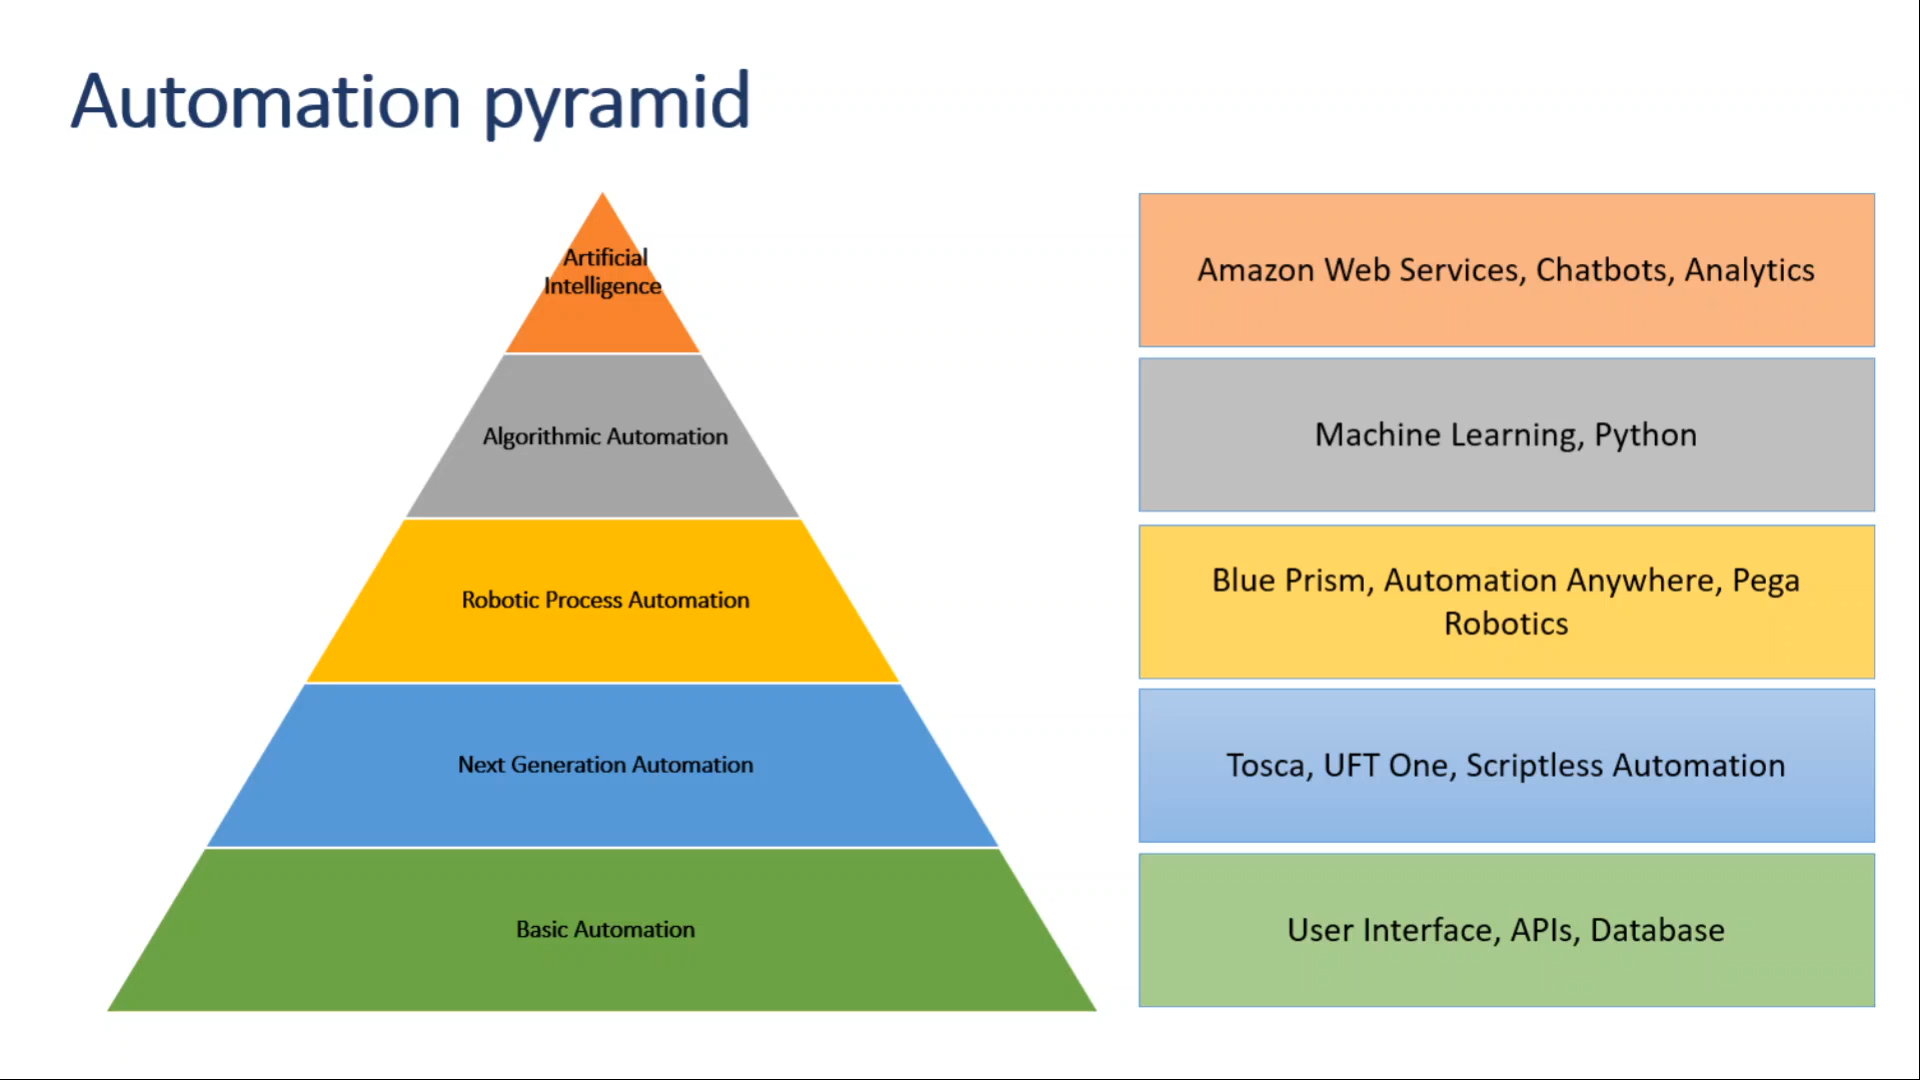 Automation pyramid
Artificial
Intelligence
Amazon Web Services, Chatbots, Analytics
Algorithmic Automation
Machine Learning, Python
Robotic Process Automation
Blue Prism, Automation Anywhere, Pega
Robotics
Next Generation Automation
Tosca, UFT One, Scriptless Automation
Basic Automation
User Interface, APIs, Database